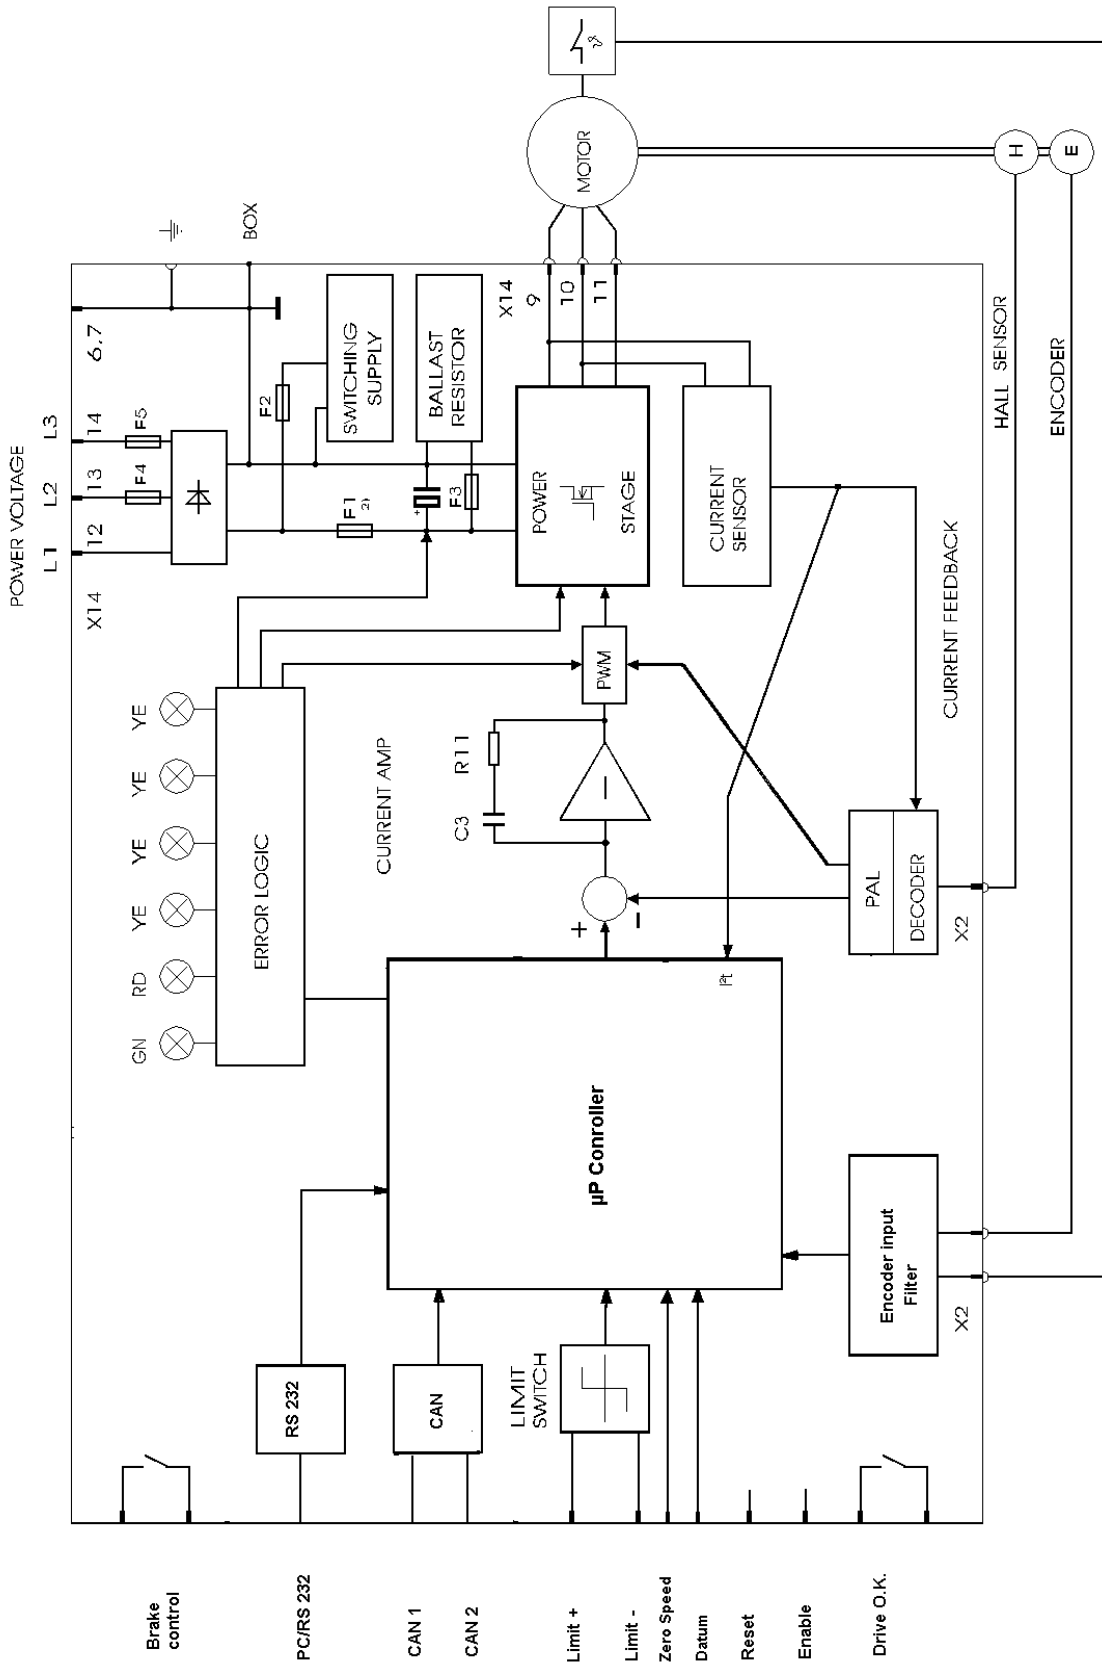 POWER VOLTAGE
L1
L2
L3
X14
12
13
14
6,7
F4
F5
BOX
YE
YE
YE
YE
RD
GN
ERROR LOGIC
F1
2)
F2
F3
+
SWITCHING
SUPPLY
BALLAST
RESISTOR
X14
9
10
11
MOTOR
ϑ
H
E
POWER
STAGE
CURRENT
SENSOR
HALL SENSOR
ENCODER
CURRENT FEEDBACK
CURRENT AMP
PWM
R11
C3
+
−
−
PAL
DECODER
X2
I²t
µP Conroller
Encoder input
Filter
X2
RS 232
CAN
LIMIT
SWITCH
Brake
control
PC/RS 232
CAN 1
CAN 2
Limit +
Limit -
Zero Speed
Datum
Reset
Enable
Drive O.K.